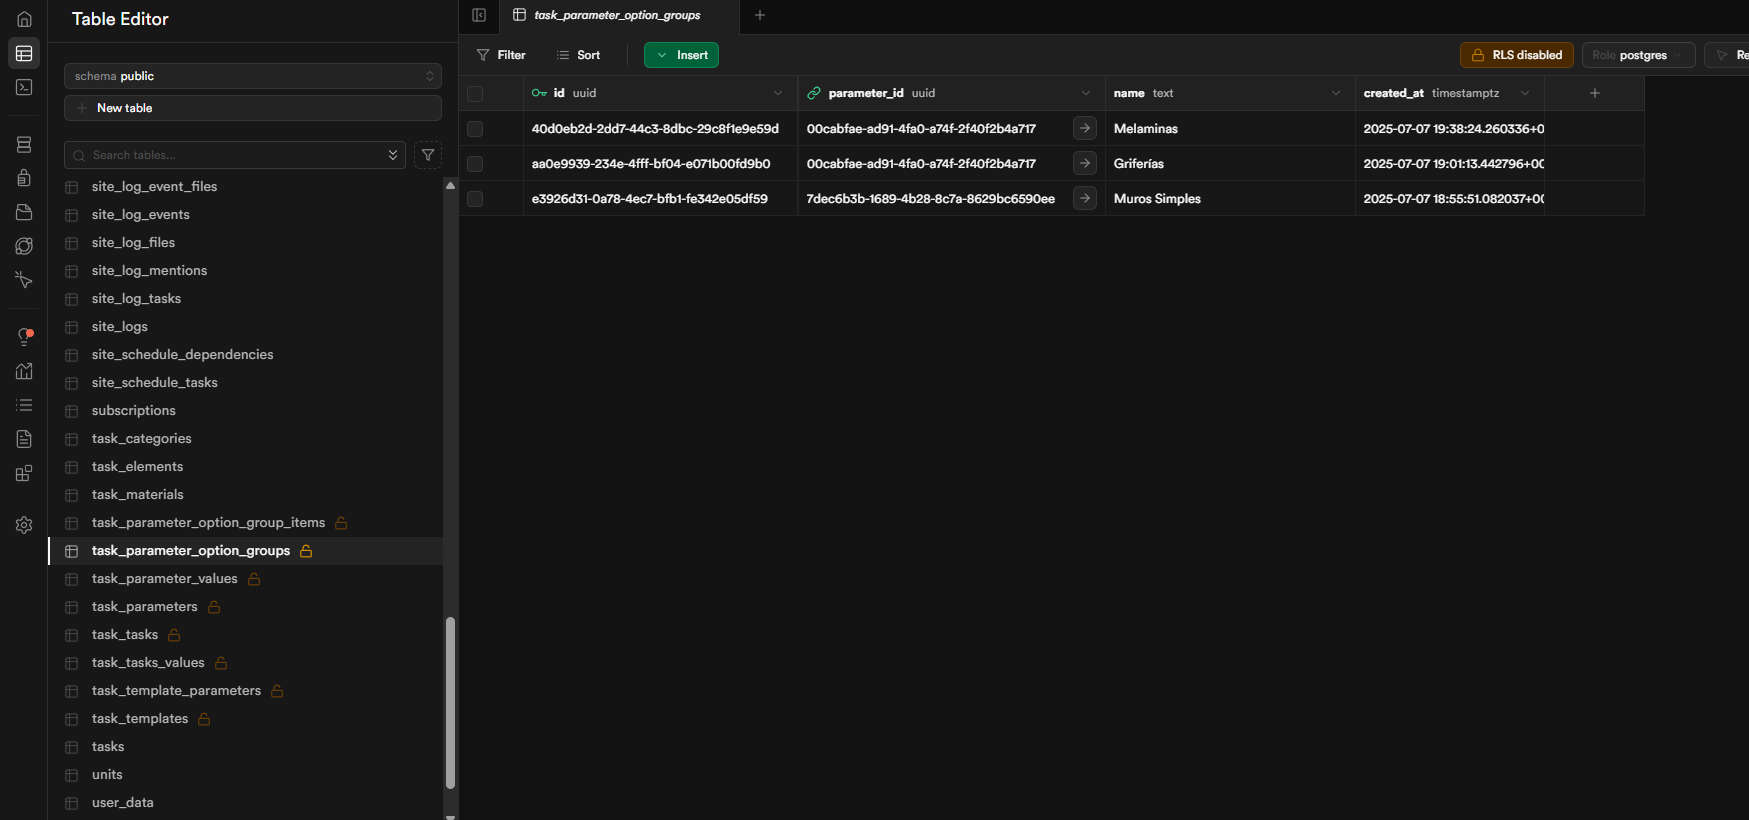 Table Editor
schema public
New table
Search tables...
site_log_event_files
site_log_events
site_log_files
site_log_mentions
site_log_tasks
site_logs
site_schedule_dependencies
site_schedule_tasks
subscriptions
task_categories
task_elements
task_materials
task_parameter_option_group_items
task_parameter_option_groups
task_parameter_values
task_parameters
task_tasks
task_tasks_values
task_template_parameters
task_templates
tasks
units
user_data
task_parameter_option_groups
Filter Sort Insert RLS disabled Role postgres Re
id uuid parameter_id uuid name text created_at timestamptz
40d0eb2d-2dd7-44c3-8dbc-29c8f1e9e59d 00cabfae-ad91-4fa0-a74f-2f40f2b4a717 Melaminas 2025-07-07 19:38:24.260336+0
aa0e9939-234e-4fff-bf04-e071b00fd9b0 00cabfae-ad91-4fa0-a74f-2f40f2b4a717 Griferías 2025-07-07 19:01:13.442796+00
e3926d31-0a78-4ec7-bfb1-fe342e05df59 7dec6b3b-1689-4b28-8c7a-8629bc6590ee Muros Simples 2025-07-07 18:55:51.082037+00